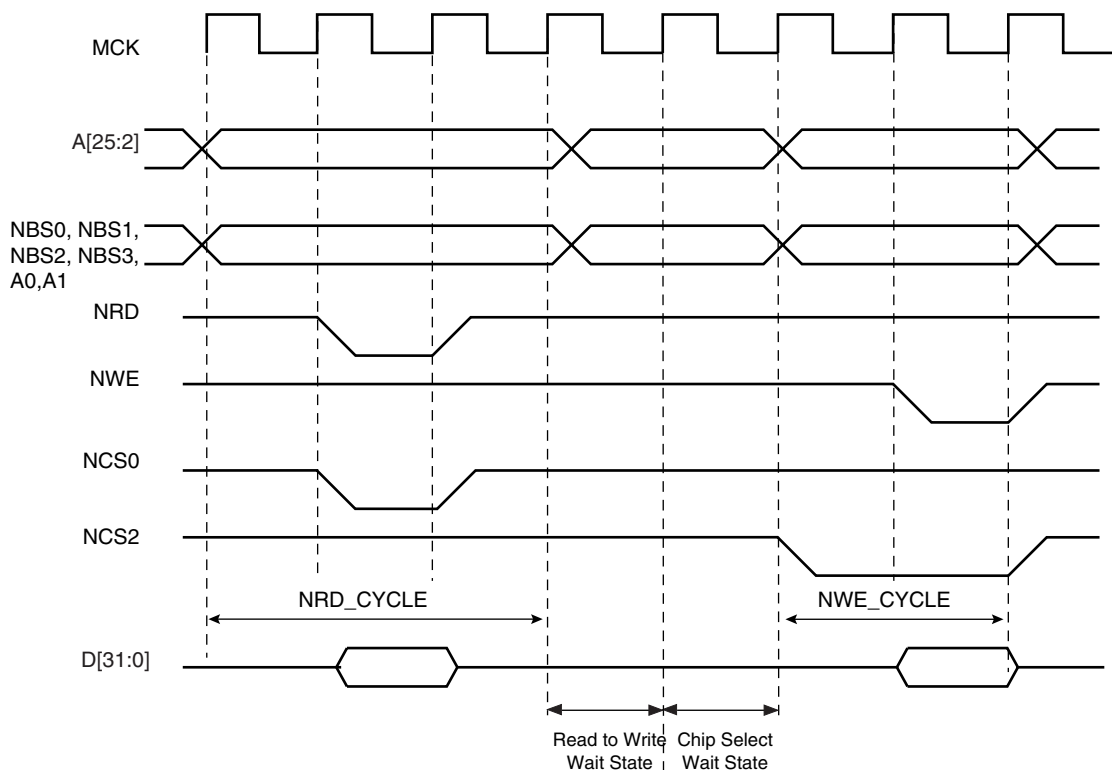 MCK
A[25:2]
NBS0, NBS1,
NBS2, NBS3,
A0,A1
NRD
NWE
NCS0
NCS2
NRD_CYCLE
NWE_CYCLE
D[31:0]
Read to Write
Wait State
Chip Select
Wait State